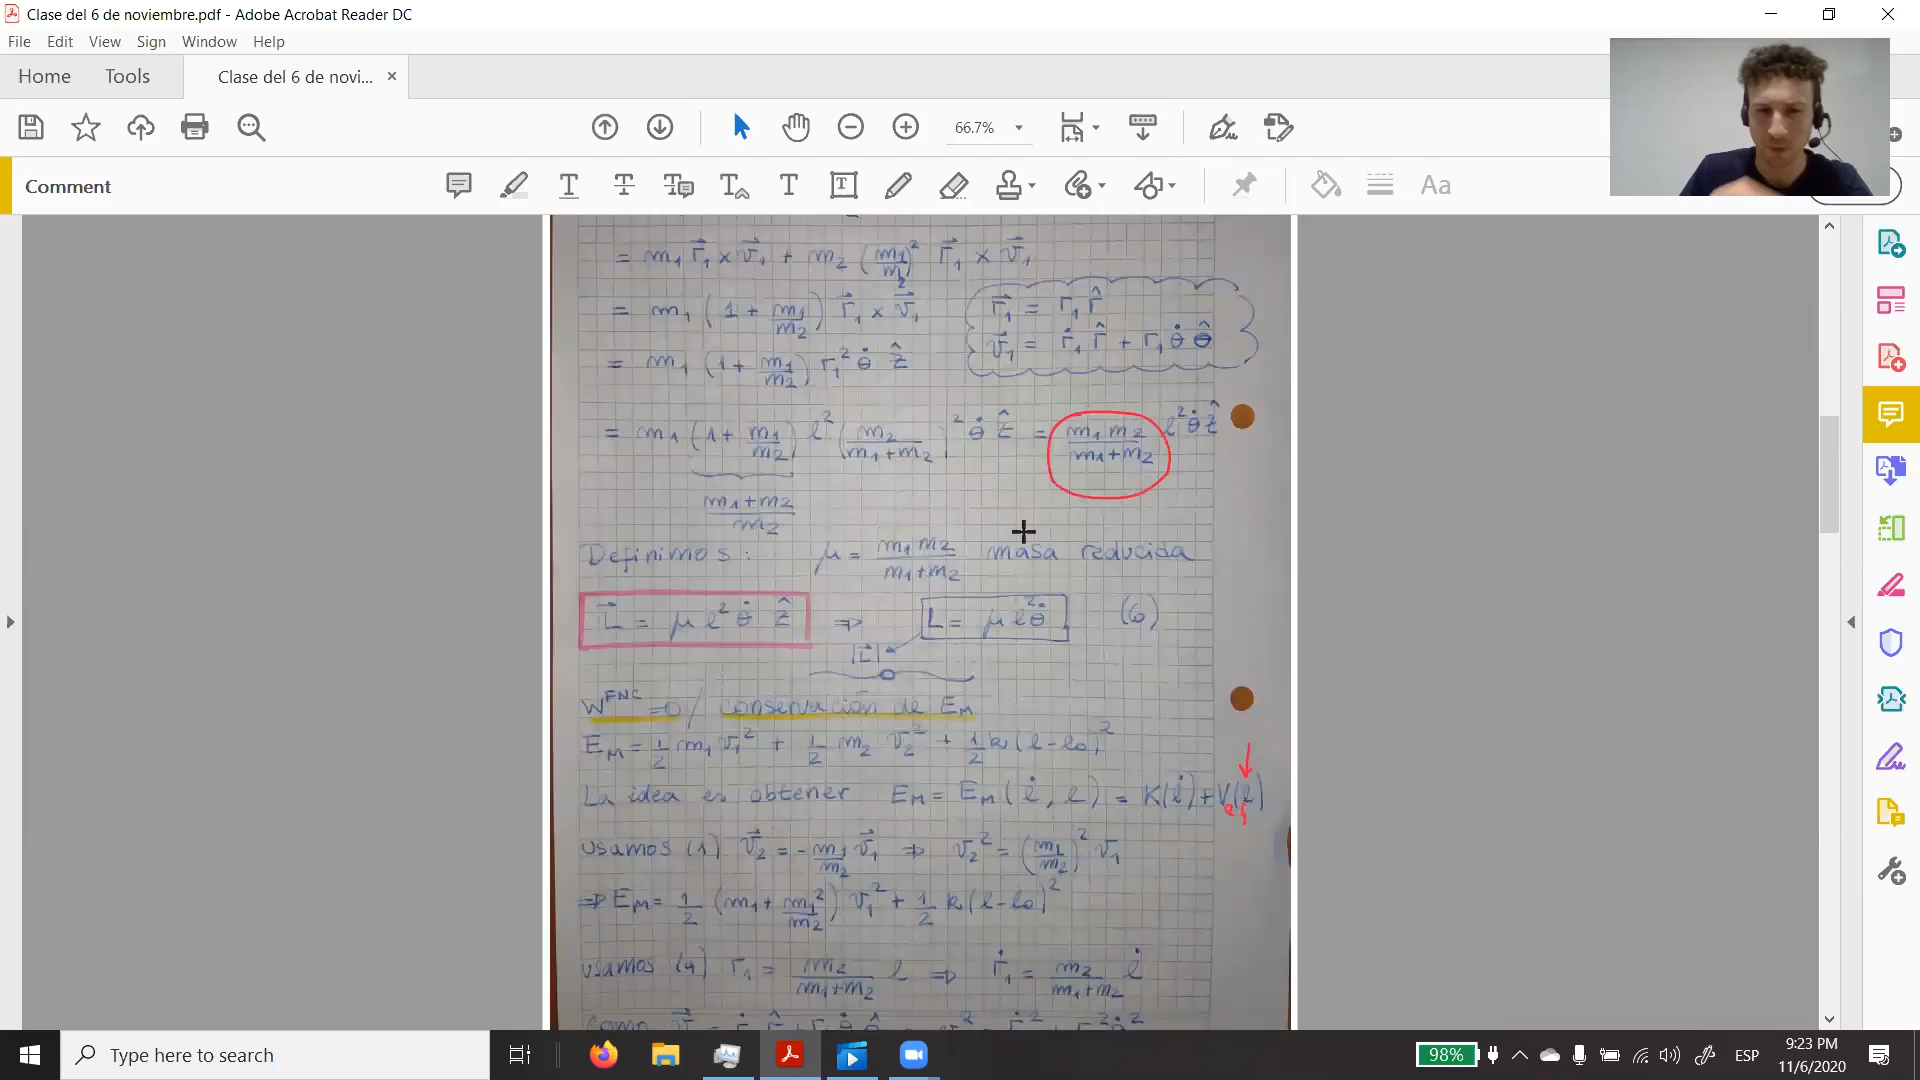 Clase del 6 de noviembre.pdf - Adobe Acrobat Reader DC
File Edit View Sign Window Help
Home Tools Clase del 6 de novi... ×
66.7%
Comment
Aa
= m₁ r⃗₁ × v⃗₁ + m₂ (m₁/m₂)² r⃗₁ × v⃗₁
= m₁ (1 + m₁/m₂) r⃗₁ × v⃗₁
r⃗₁ = r₁ r̂
v⃗₁ = ṙ₁ r̂ + r₁ θ̇ θ̂
= m₁ (1 + m₁/m₂) r₁² θ̇ ẑ
= m₁ (1 + m₁/m₂) l² (m₂/(m₁+m₂))² θ̇ ẑ = (m₁ m₂)/(m₁+m₂) l² θ̇ ẑ
(m₁+m₂)/m₂
Definimos: μ = (m₁ m₂)/(m₁+m₂) masa reducida
L⃗ = μ l² θ̇ ẑ ⇒ L = μ l² θ̇ (6)
|L⃗|
W^FNC = 0 / conservación de E_M
E_M = 1/2 m₁ v₁² + 1/2 m₂ v₂² + 1/2 k (l - l₀)²
La idea es obtener E_M = E_M (l̇, l) = K(l̇) + V_ef(l)
usamos (1) v⃗₂ = - m₁/m₂ v⃗₁ ⇒ v₂² = (m₁/m₂)² v₁
⇒ E_M = 1/2 (m₁ + m₁²/m₂) v₁² + 1/2 k (l - l₀)²
usamos (4) r₁ = m₂/(m₁+m₂) l ⇒ ṙ₁ = m₂/(m₁+m₂) l̇
Type here to search
98%
ESP
9:23 PM
11/6/2020